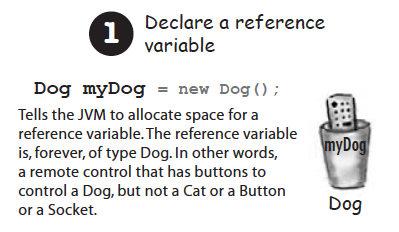 1 Declare a reference
variable
Dog myDog = new Dog();
Tells the JVM to allocate space for a
reference variable. The reference variable
is, forever, of type Dog. In other words,
a remote control that has buttons to
control a Dog, but not a Cat or a Button
or a Socket.
myDog
Dog